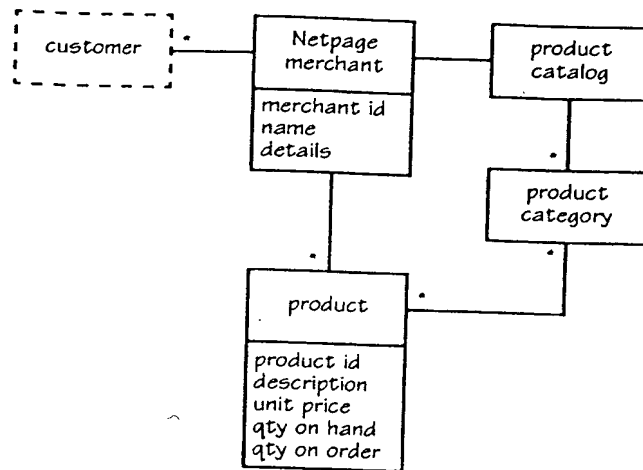 customer
*
Netpage
merchant
merchant id
name
details
product
catalog
*
product
category
*
*
*
product
product id
description
unit price
qty on hand
qty on order